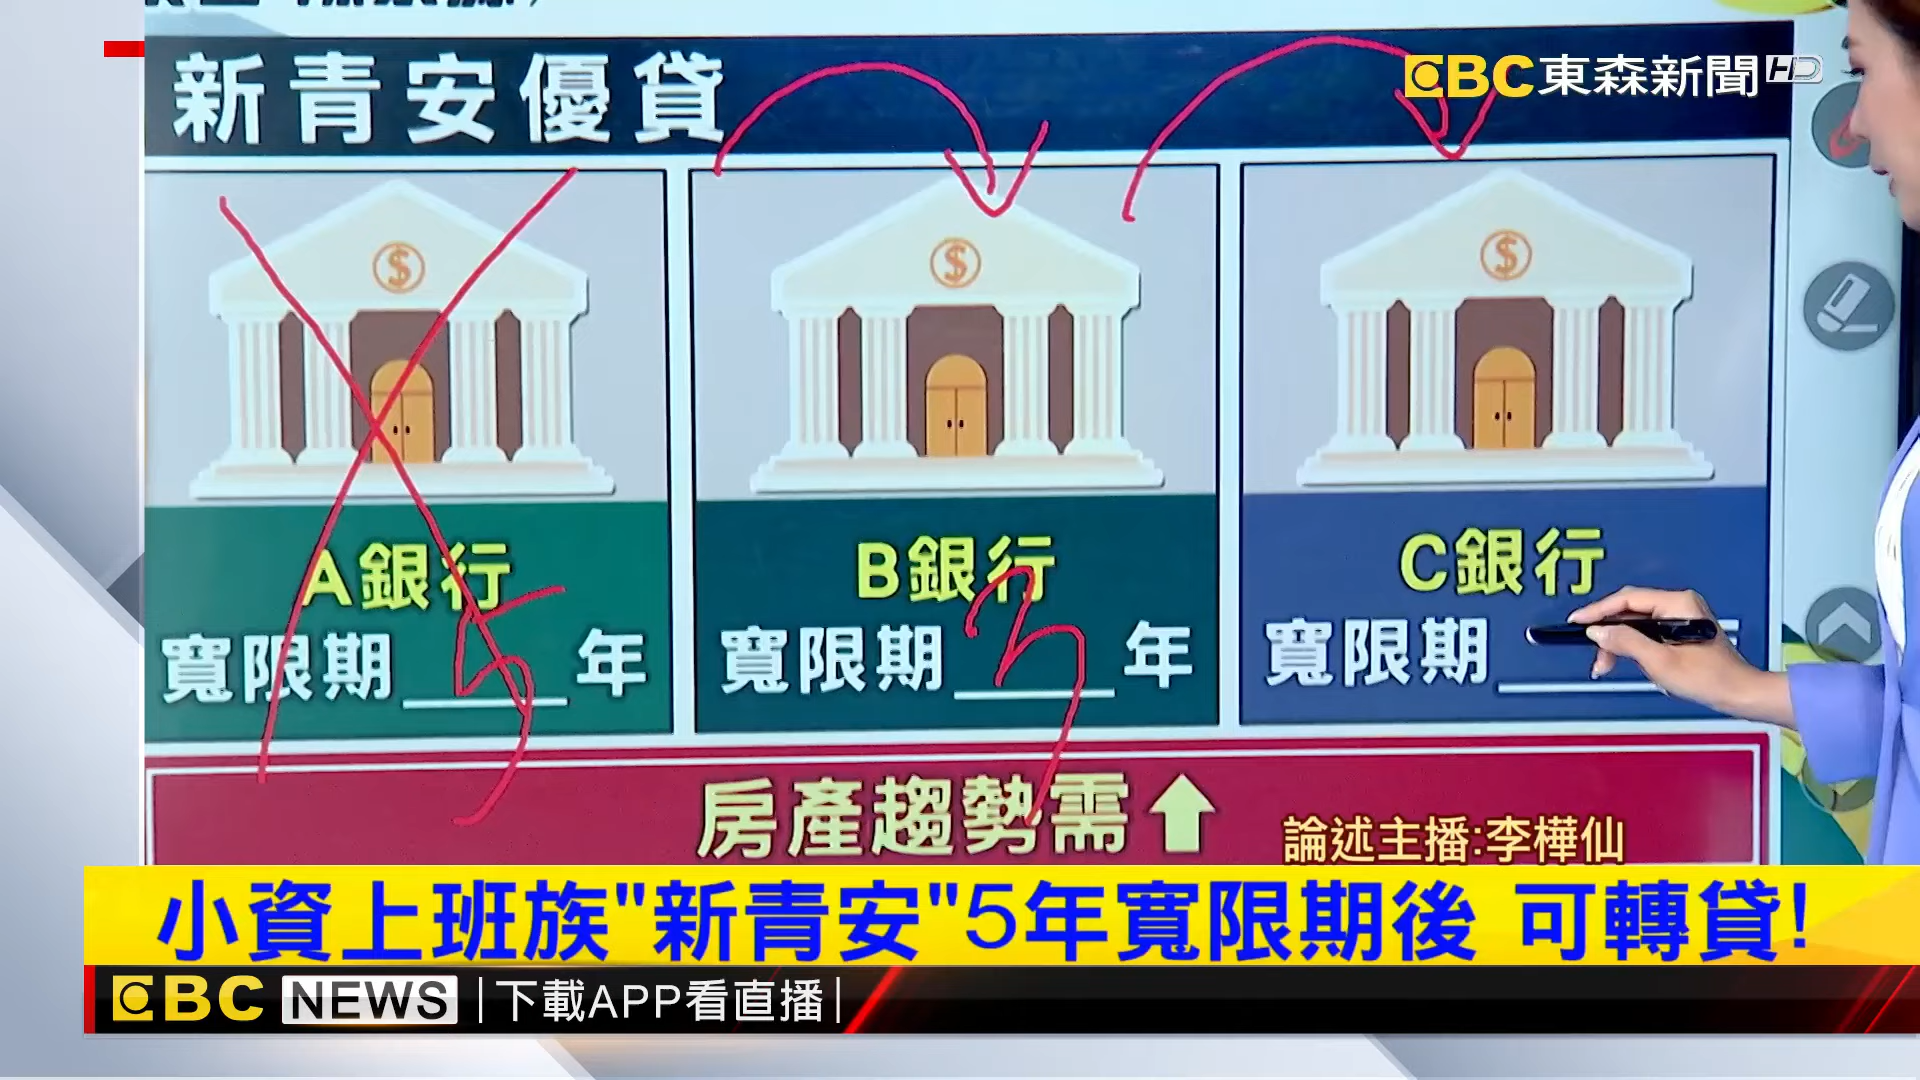 新青安優貸
EBC東森新聞HD
$
$
$
A銀行
寬限期 5 年
B銀行
寬限期 3 年
C銀行
寬限期
房產趨勢需
論述主播:李樺仙
小資上班族"新青安"5年寬限期後 可轉貸!
EBC NEWS
下載APP看直播